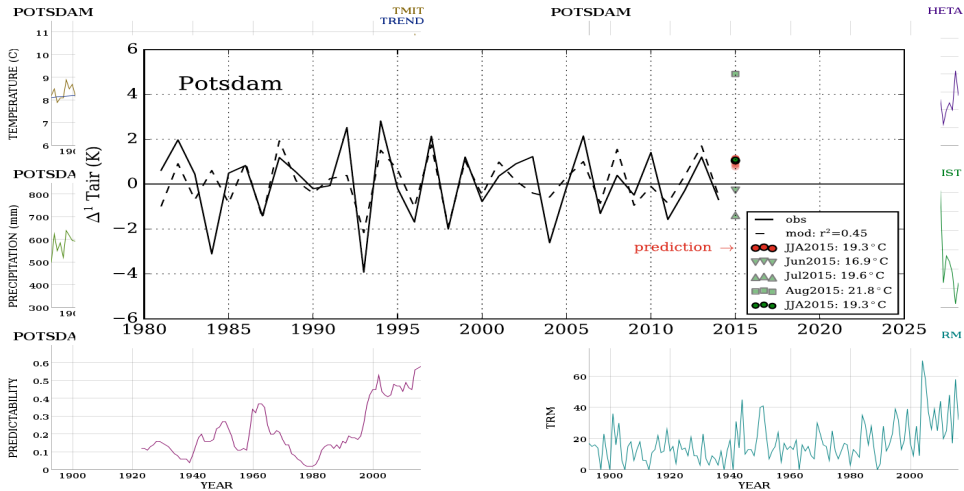 POTSDAM
TMIT
TREND
POTSDAM
HETA
TEMPERATURE (C)
11
10
9
8
7
6
190
Δ¹ Tair (K)
6
4
2
0
−2
−4
−6
Potsdam
1980 1985 1990 1995 2000 2005 2010 2015 2020 2025
prediction →
obs
mod: r²=0.45
JJA2015: 19.3°C
Jun2015: 16.9°C
Jul2015: 19.6°C
Aug2015: 21.8°C
JJA2015: 19.3°C
POTSDA
IST
PRECIPITATION (mm)
800
700
600
500
400
300
190
POTSDA
RM
PREDICTABILITY
0.6
0.5
0.4
0.3
0.2
0.1
0
1900 1920 1940 1960 1980 2000
YEAR
TRM
60
40
20
0
1900 1920 1940 1960 1980 2000
YEAR